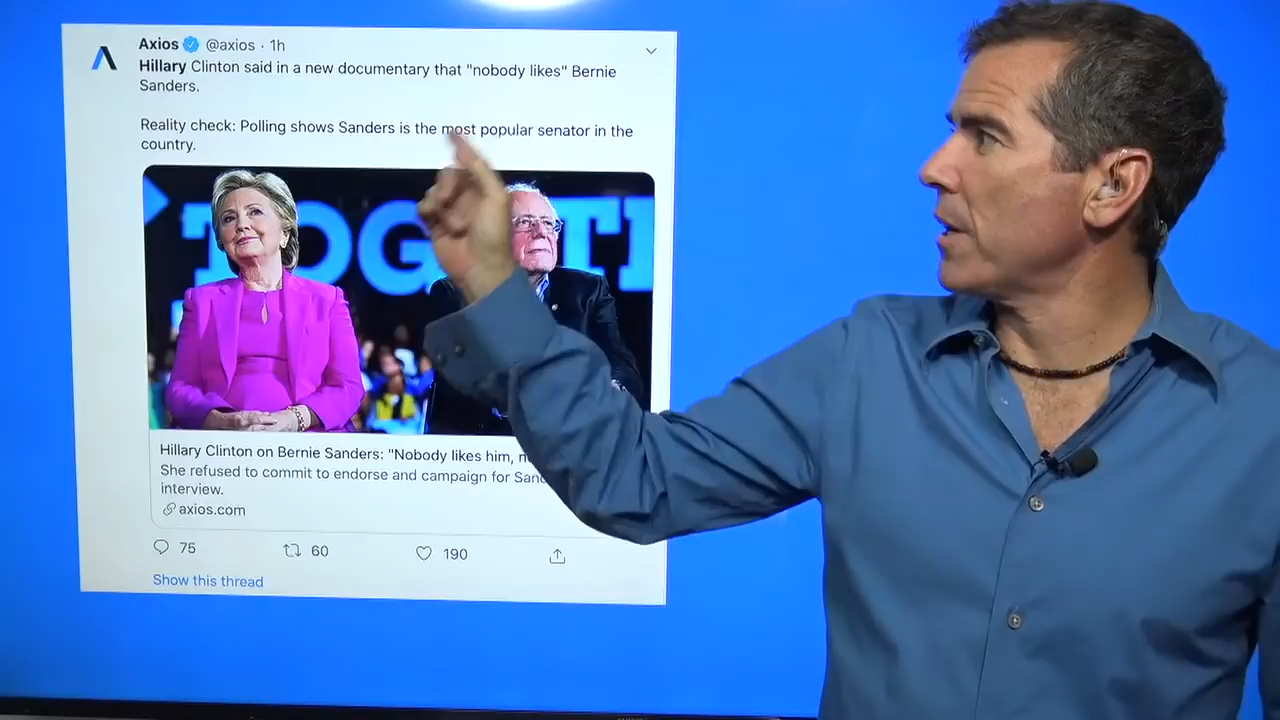 Axios @axios · 1h
Hillary Clinton said in a new documentary that "nobody likes" Bernie
Sanders.
Reality check: Polling shows Sanders is the most popular senator in the
country.
Hillary Clinton on Bernie Sanders: "Nobody likes him,
She refused to commit to endorse and campaign for
interview.
axios.com
75 60 190
Show this thread